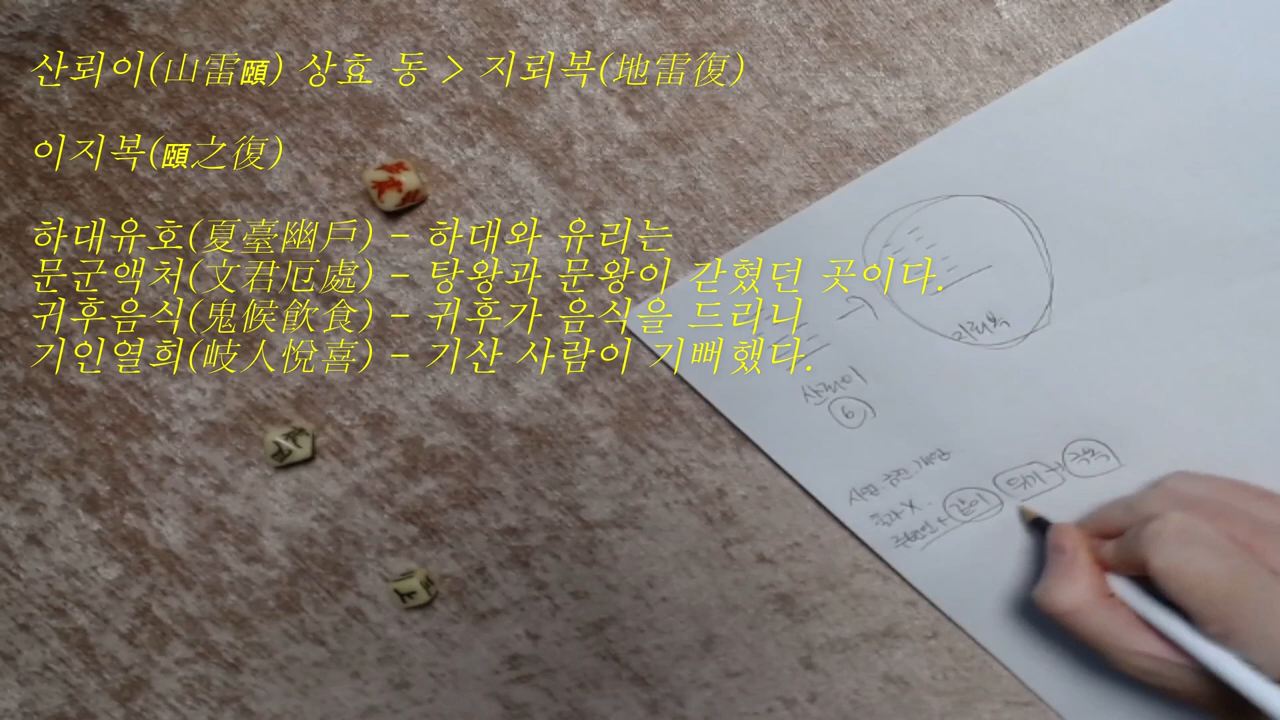 산뢰이(山雷頤) 상효 동 > 지뢰복(地雷復)
이지복(頤之復)
하대유호(夏臺幽戶) - 하대와 유리는
문군액처(文君厄處) - 탕왕과 문왕이 갇혔던 곳이다.
귀후음식(鬼候飮食) - 귀후가 음식을 드리니
기인열희(岐人悅喜) - 기산 사람이 기뻐했다.
지뢰복
산뢰이